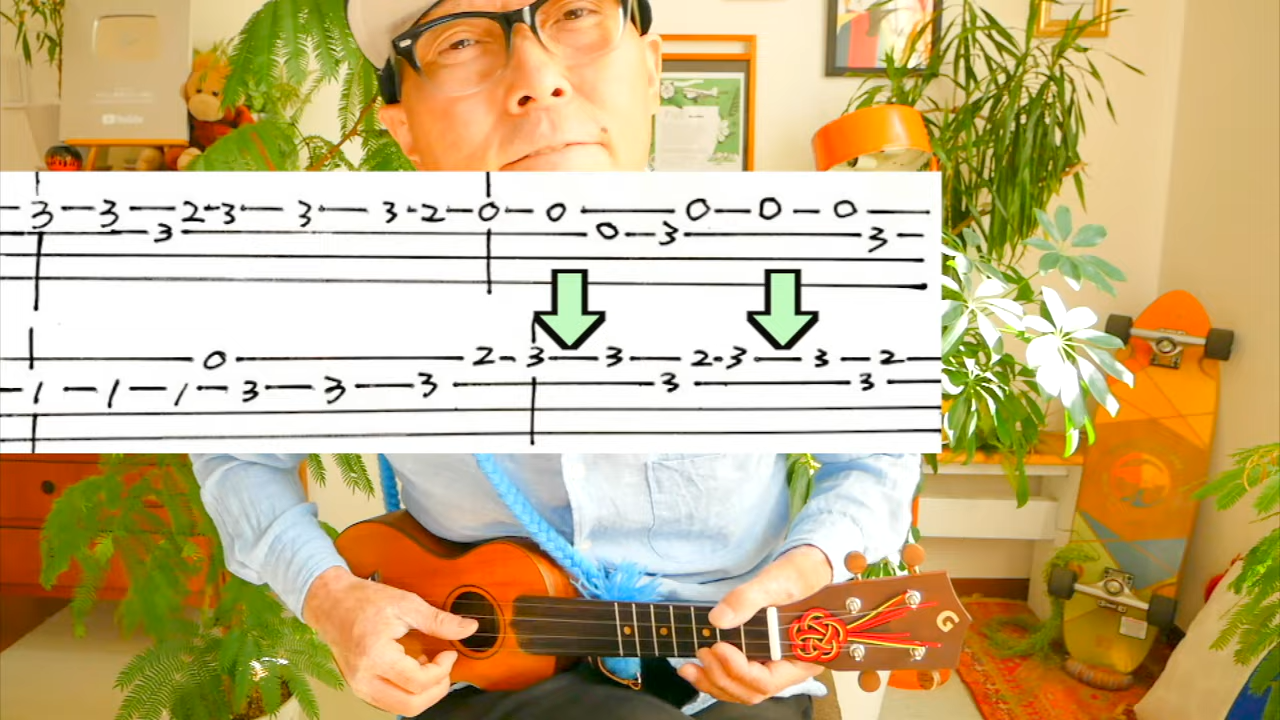 YouTube
3 3 2 3 3 3 2 0 0 0 0 0
3 0 3 3
0 2 3 3 2 3 3 2
1 1 1 3 3 3 3 3
G